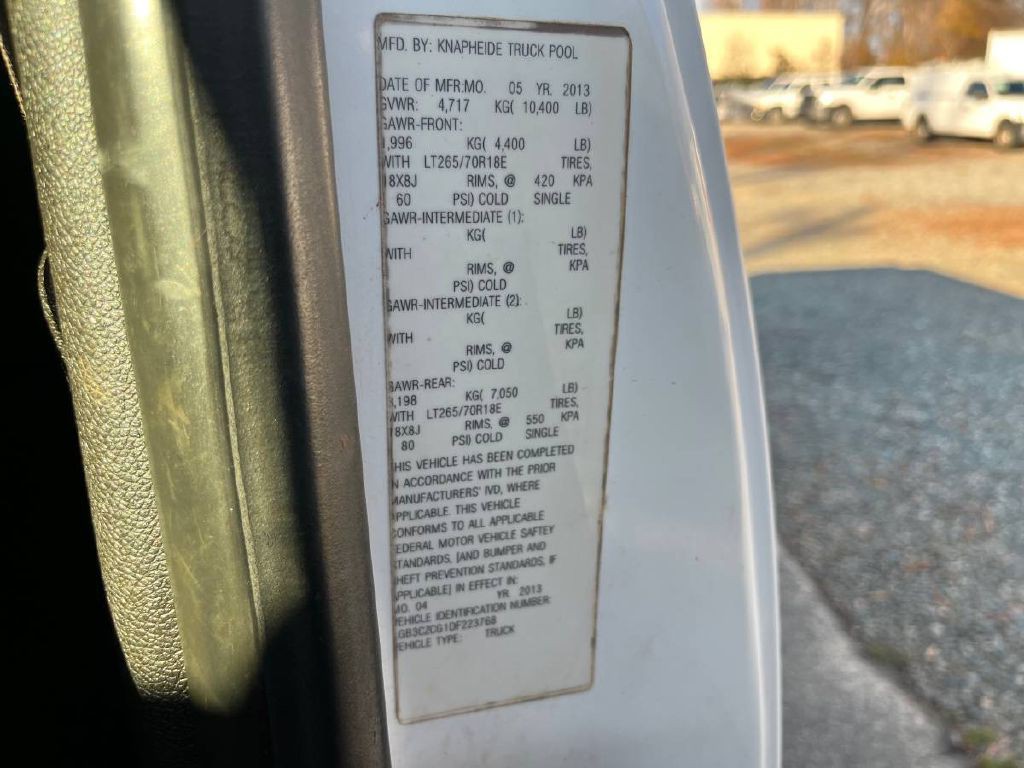 MFD. BY: KNAPHEIDE TRUCK POOL
DATE OF MFR:MO. 05 YR. 2013
GVWR: 4,717 KG( 10,400 LB)
GAWR-FRONT:
1,996 KG( 4,400 LB)
WITH LT265/70R18E TIRES,
18X8J RIMS, @ 420 KPA
60 PSI) COLD SINGLE
GAWR-INTERMEDIATE (1):
KG( LB)
WITH TIRES,
RIMS, @ KPA
PSI) COLD
GAWR-INTERMEDIATE (2):
KG( LB)
WITH TIRES,
RIMS, @ KPA
PSI) COLD
GAWR-REAR:
3,198 KG( 7,050 LB)
WITH LT265/70R18E TIRES,
18X8J RIMS, @ 550 KPA
80 PSI) COLD SINGLE
THIS VEHICLE HAS BEEN COMPLETED
IN ACCORDANCE WITH THE PRIOR
MANUFACTURERS' IVD, WHERE
APPLICABLE. THIS VEHICLE
CONFORMS TO ALL APPLICABLE
FEDERAL MOTOR VEHICLE SAFTEY
STANDARDS, [AND BUMPER AND
THEFT PREVENTION STANDARDS, IF
APPLICABLE] IN EFFECT IN:
MO. 04 YR. 2013
VEHICLE IDENTIFICATION NUMBER:
GB3C2CG1DF223768
VEHICLE TYPE: TRUCK